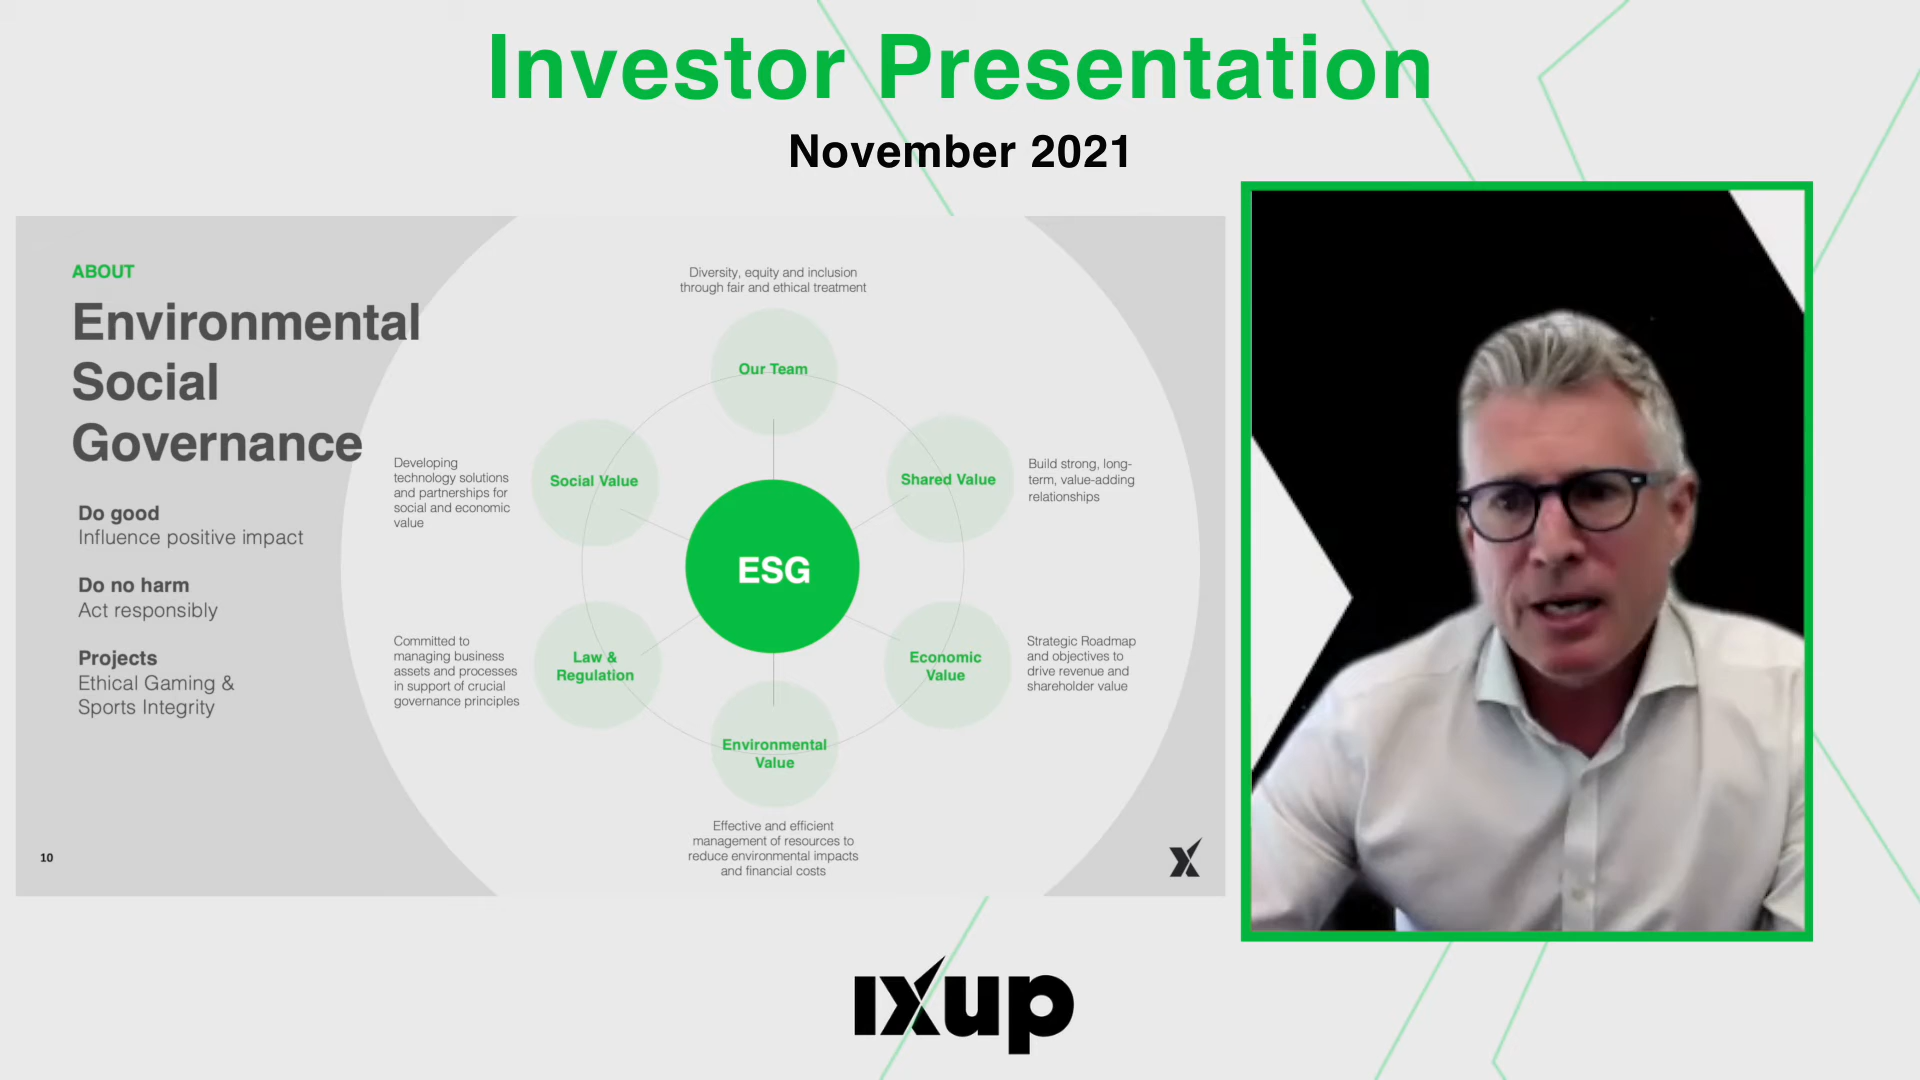 Investor Presentation
November 2021
ABOUT
Environmental
Social
Governance
Do good
Influence positive impact
Do no harm
Act responsibly
Projects
Ethical Gaming &
Sports Integrity
10
Diversity, equity and inclusion
through fair and ethical treatment
Our Team
Developing
technology solutions
and partnerships for
social and economic
value
Social Value
Shared Value
Build strong, long-
term, value-adding
relationships
ESG
Committed to
managing business
assets and processes
in support of crucial
governance principles
Law &
Regulation
Economic
Value
Strategic Roadmap
and objectives to
drive revenue and
shareholder value
Environmental
Value
Effective and efficient
management of resources to
reduce environmental impacts
and financial costs
ixup